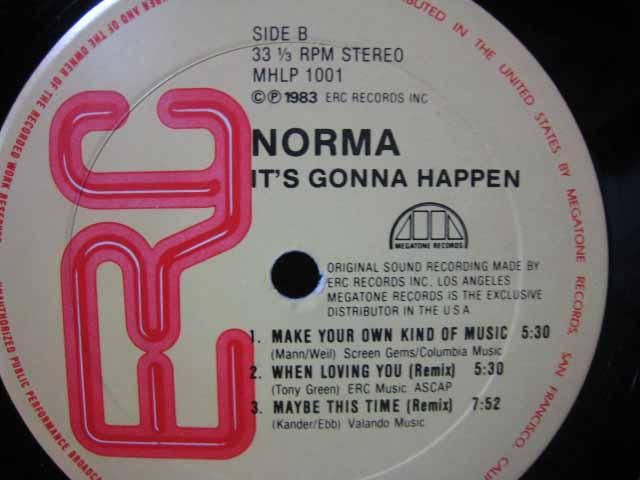 SIDE B
33 ⅓ RPM STEREO
MHLP 1001
©℗1983 ERC RECORDS INC
NORMA
IT'S GONNA HAPPEN
MEGATONE RECORDS
ORIGINAL SOUND RECORDING MADE BY
ERC RECORDS INC. LOS ANGELES
MEGATONE RECORDS IS THE EXCLUSIVE
DISTRIBUTOR IN THE U.S.A.
1. MAKE YOUR OWN KIND OF MUSIC 5:30
(Mann/Weil) Screen Gems/Columbia Music
2. WHEN LOVING YOU (Remix) 5:30
(Tony Green) ERC Music ASCAP
3. MAYBE THIS TIME (Remix) 7:52
(Kander/Ebb) Valando Music
ERC
AND OF THE OWNER OF THE RECORDED WORK RESERVED
UNAUTHORIZED PUBLIC PERFORMANCE
IN THE UNITED STATES BY MEGATONE RECORDS, SAN FRANCISCO,